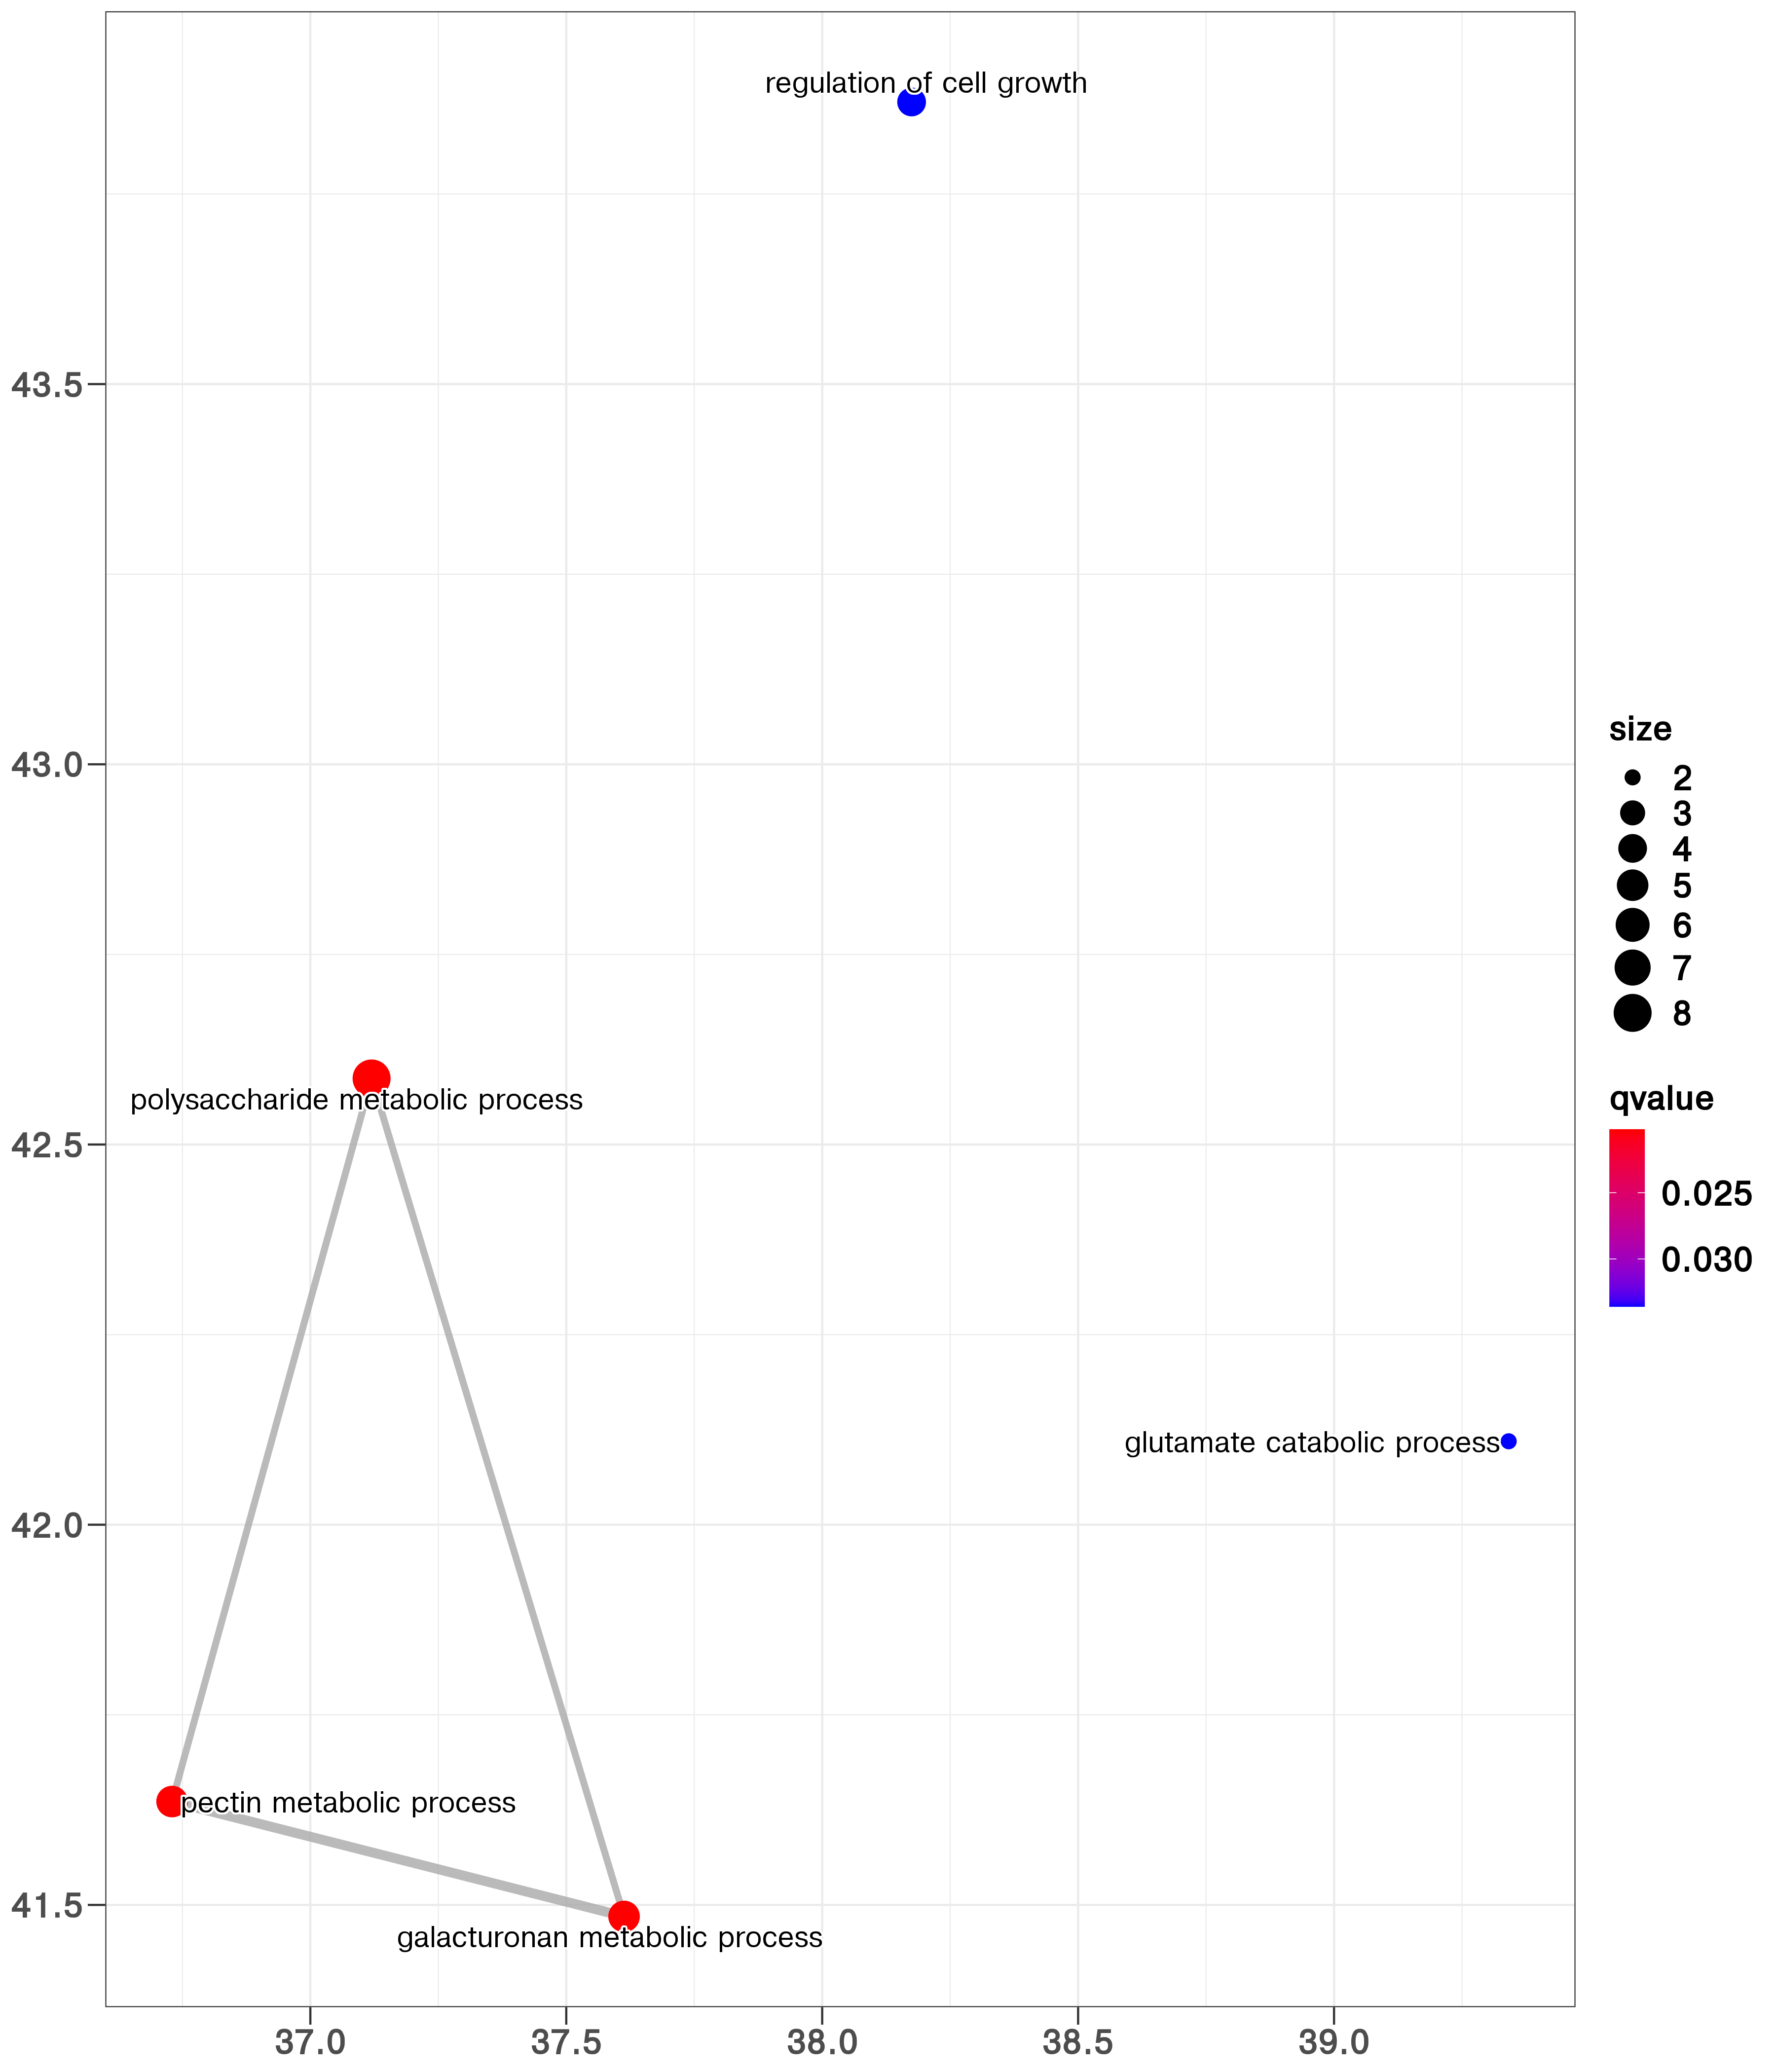 regulation of cell growth
43.5
43.0
polysaccharide metabolic process
42.5
glutamate catabolic process
42.0
pectin metabolic process
41.5
galacturonan metabolic process
37.0 37.5 38.0 38.5 39.0
size
2
3
4
5
6
7
8
qvalue
0.025
0.030